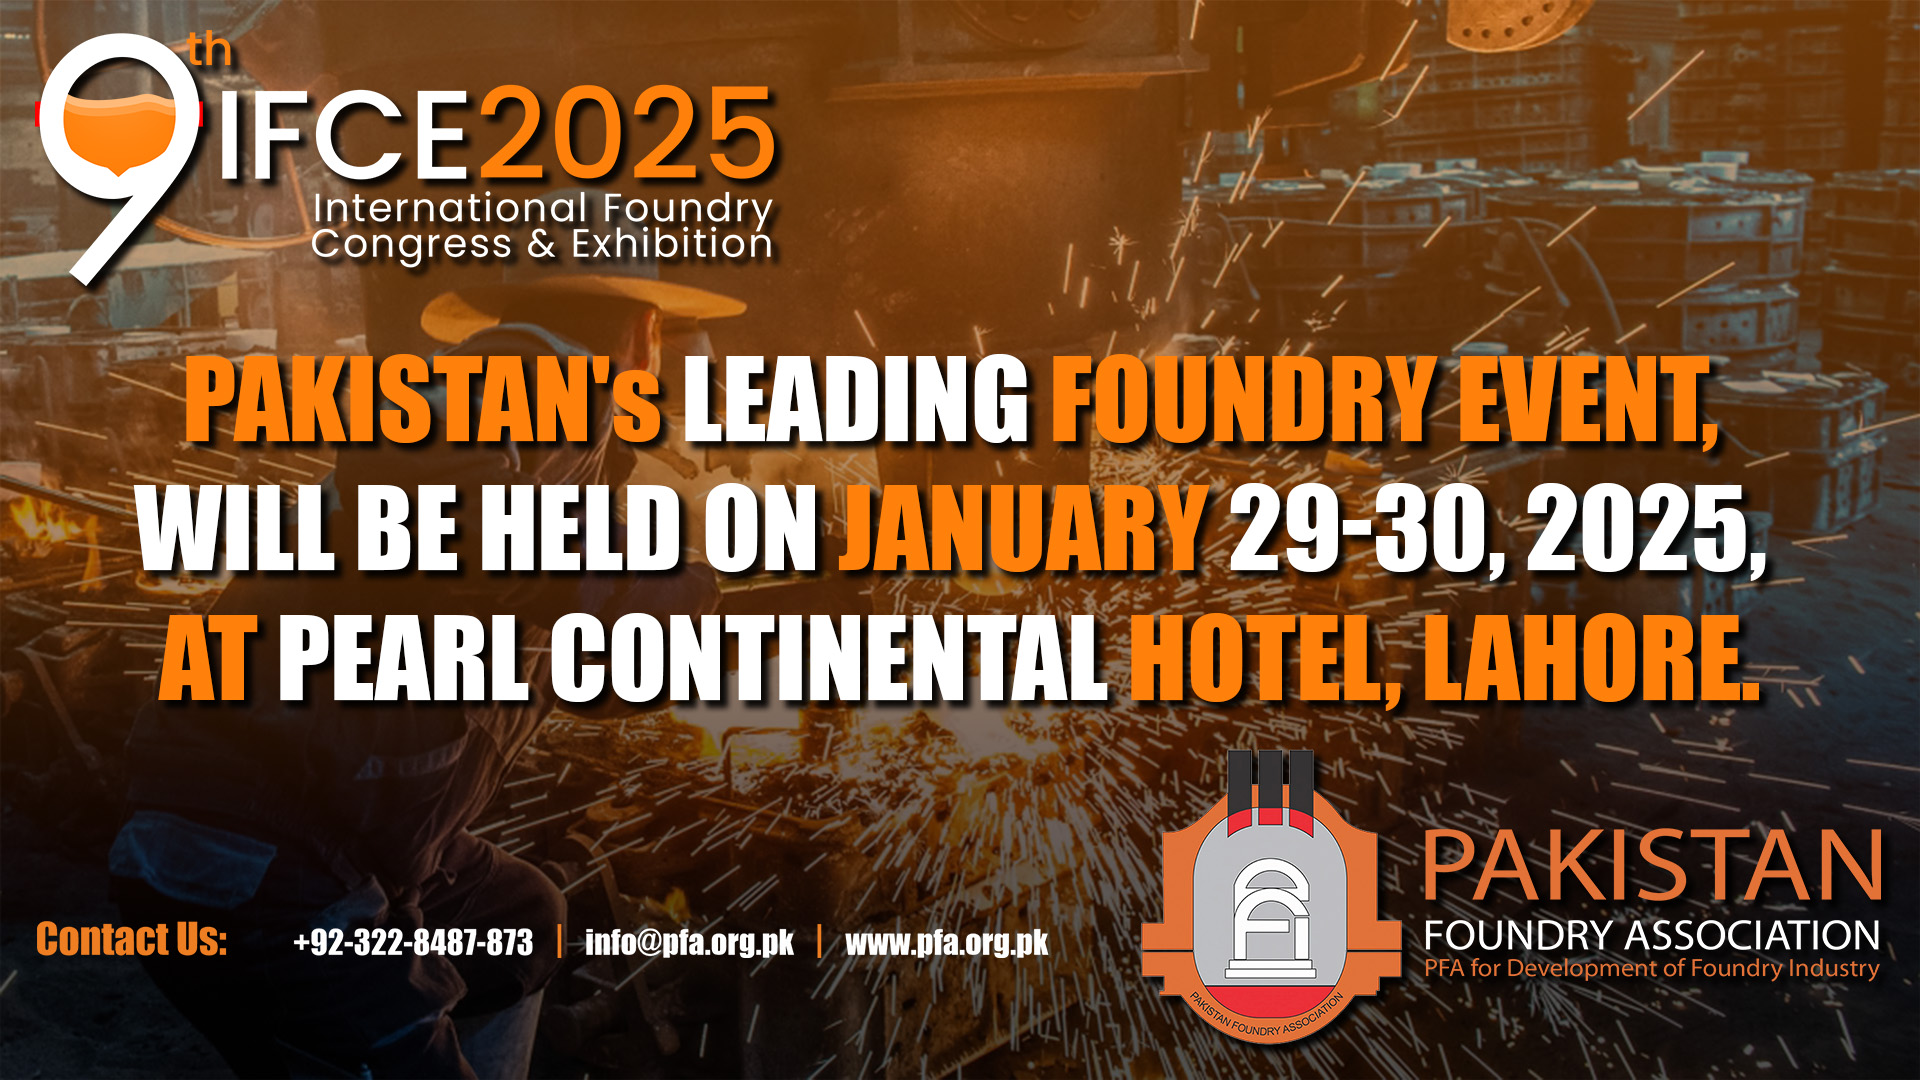 9th
IFCE2025
International Foundry
Congress & Exhibition
PAKISTAN's LEADING FOUNDRY EVENT,
WILL BE HELD ON JANUARY 29-30, 2025,
AT PEARL CONTINENTAL HOTEL, LAHORE.
PAKISTAN
FOUNDRY ASSOCIATION
PFA for Development of Foundry Industry
PAKISTAN FOUNDRY ASSOCIATION
Contact Us: +92-322-8487-873 | info@pfa.org.pk | www.pfa.org.pk